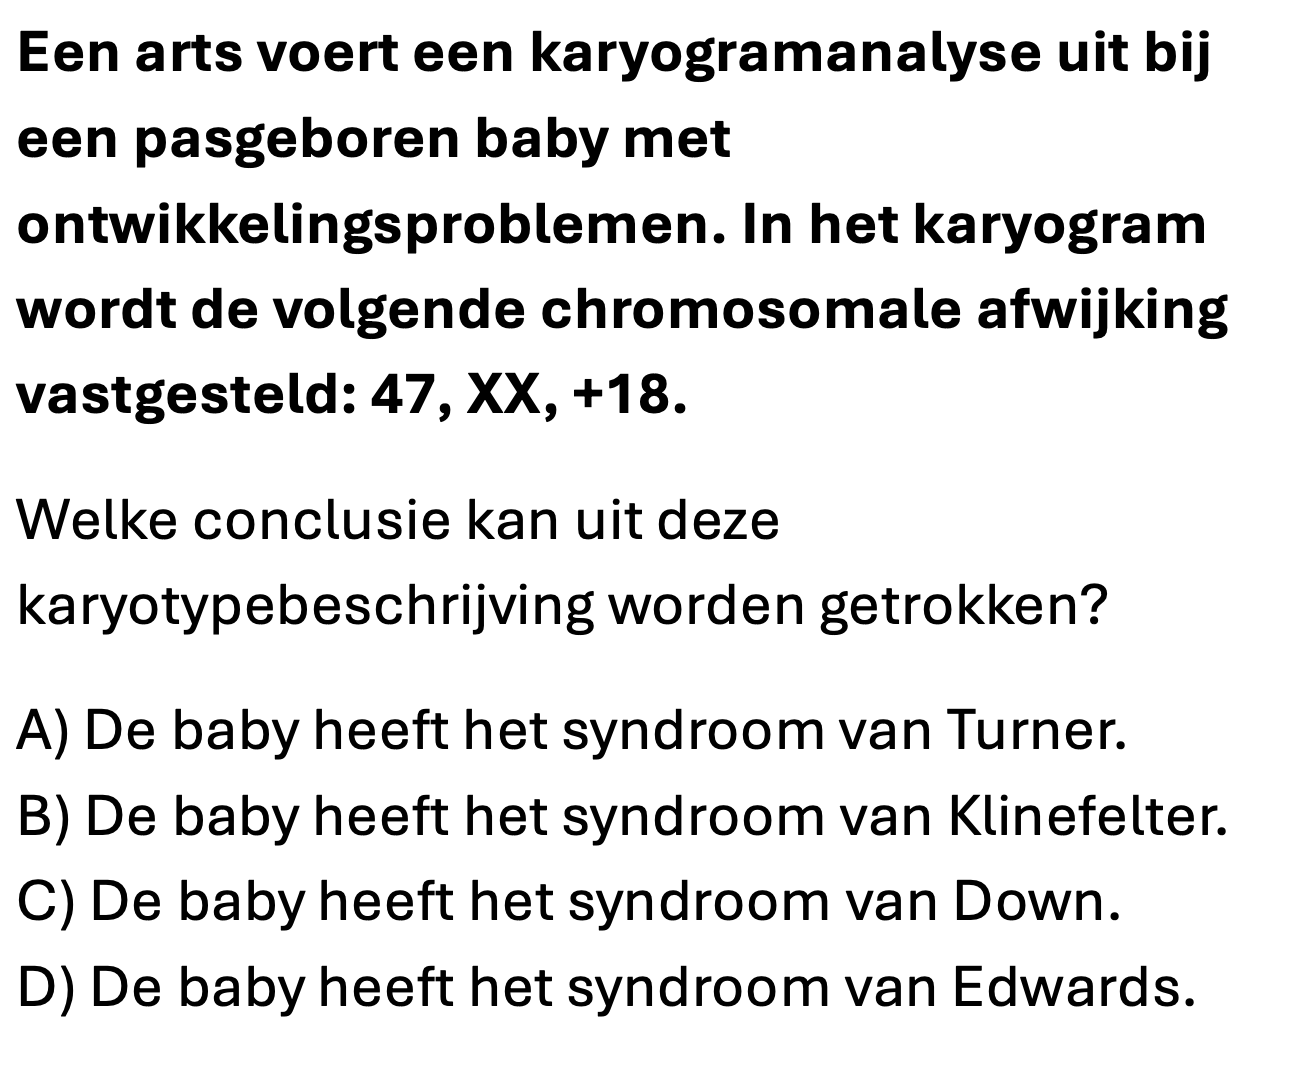 Een arts voert een karyogramanalyse uit bij
een pasgeboren baby met
ontwikkelingsproblemen. In het karyogram
wordt de volgende chromosomale afwijking
vastgesteld: 47, XX, +18.
Welke conclusie kan uit deze
karyotypebeschrijving worden getrokken?
A) De baby heeft het syndroom van Turner.
B) De baby heeft het syndroom van Klinefelter.
C) De baby heeft het syndroom van Down.
D) De baby heeft het syndroom van Edwards.